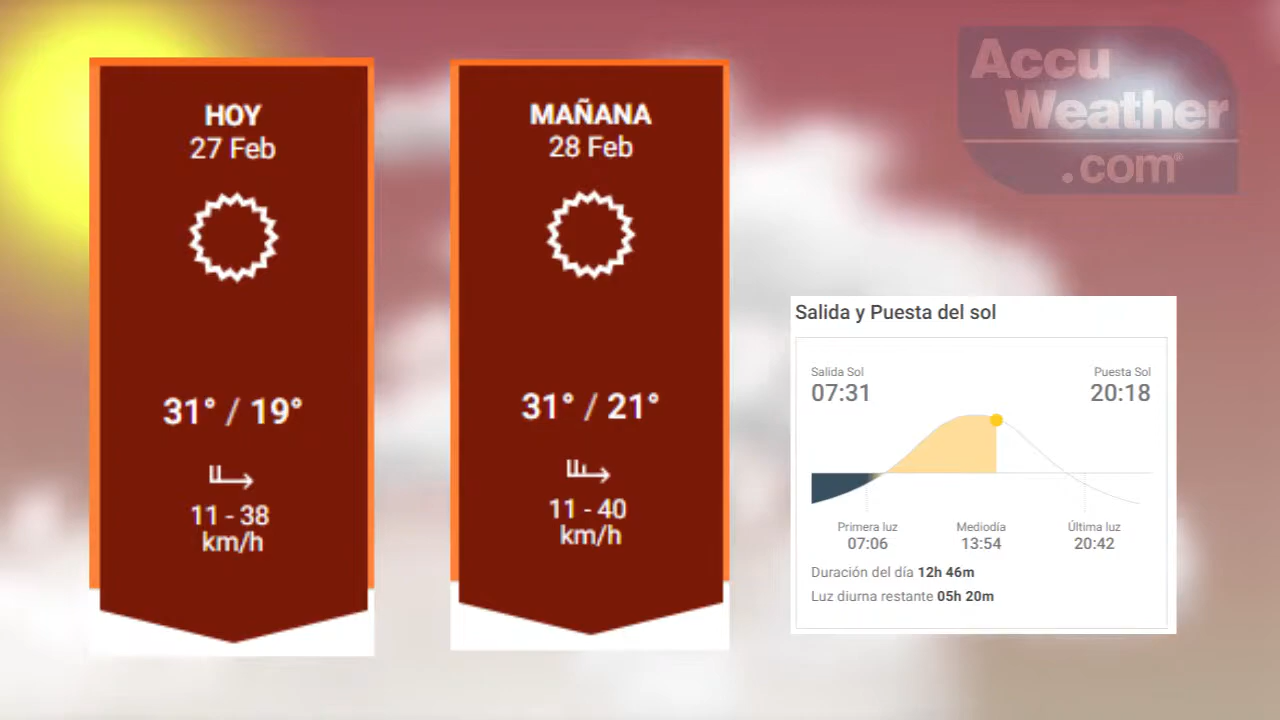 HOY
27 Feb
31° / 19°
11 - 38
km/h
MAÑANA
28 Feb
31° / 21°
11 - 40
km/h
Accu
Weather
.com®
Salida y Puesta del sol
Salida Sol
07:31
Puesta Sol
20:18
Primera luz
07:06
Mediodía
13:54
Última luz
20:42
Duración del día 12h 46m
Luz diurna restante 05h 20m